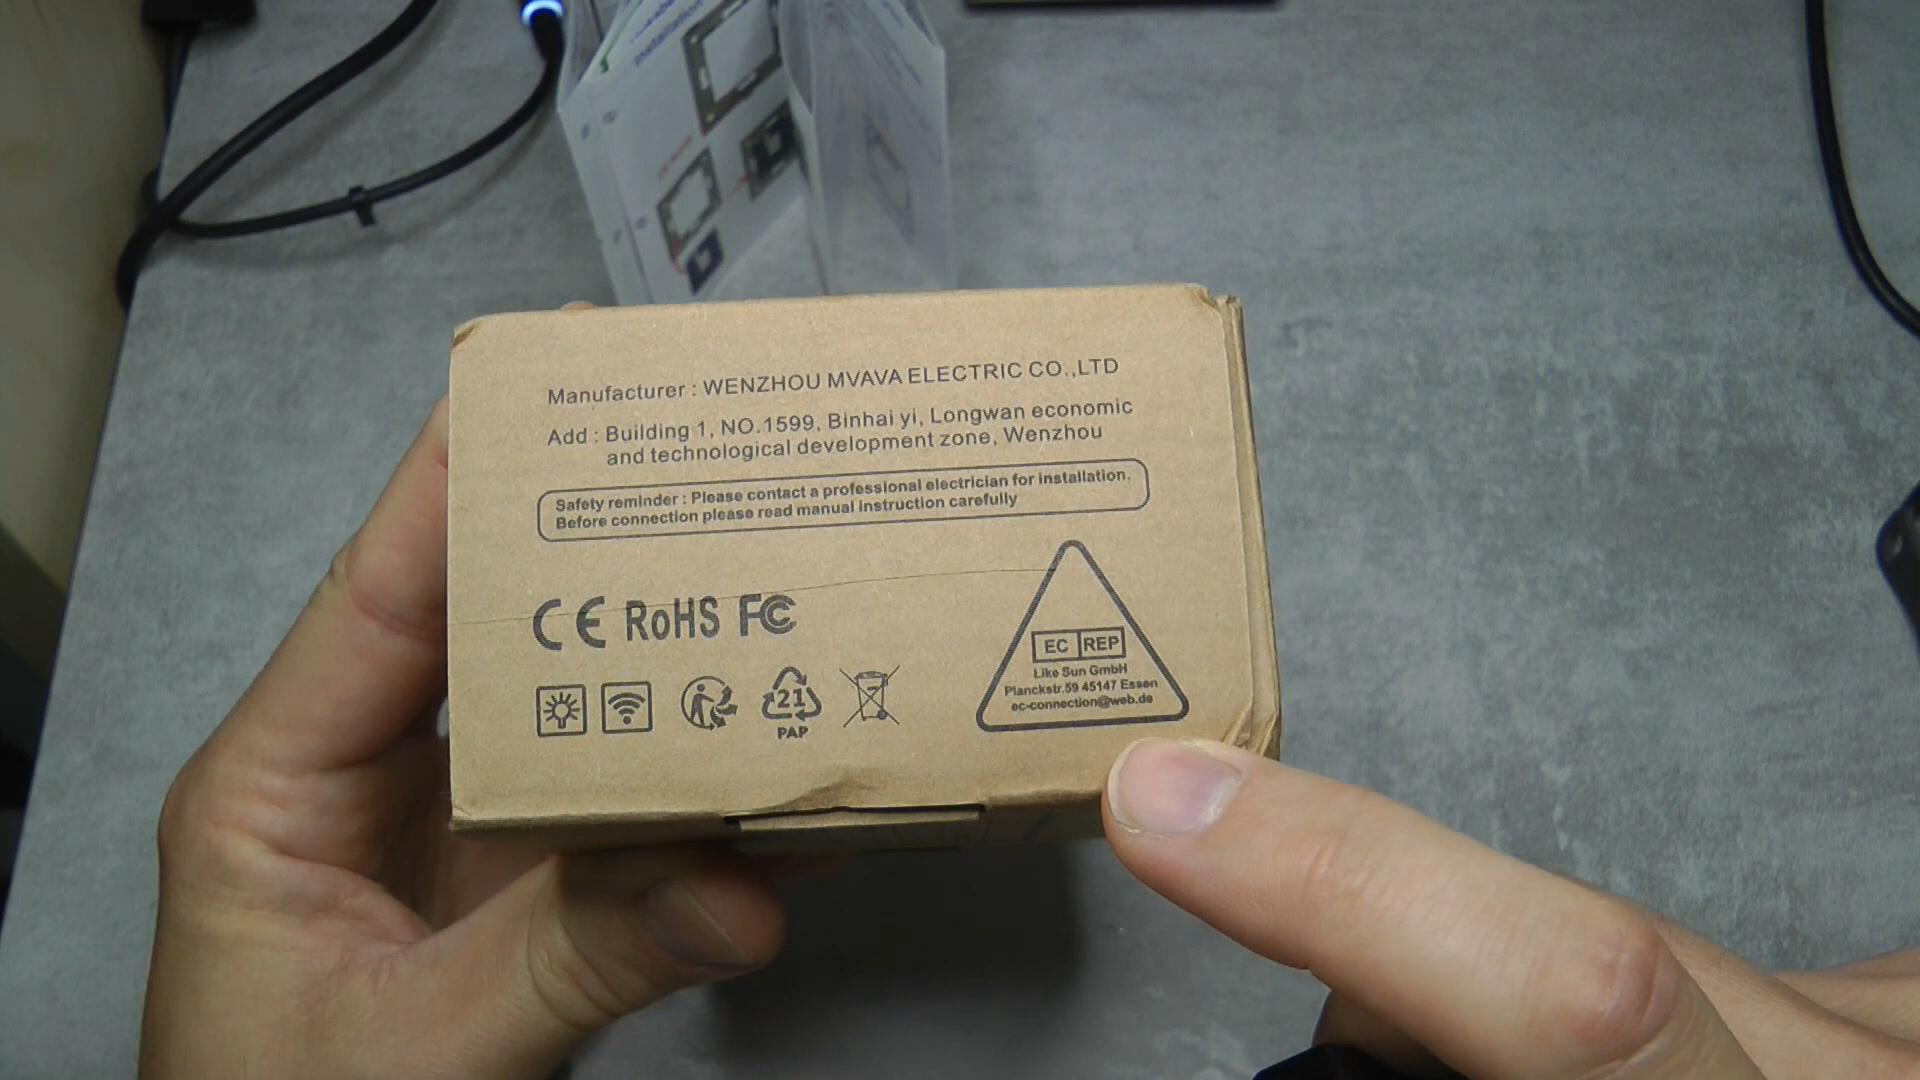 Installation
Manufacturer : WENZHOU MVAVA ELECTRIC CO.,LTD
Add : Building 1, NO.1599, Binhai yi, Longwan economic
and technological development zone, Wenzhou
Safety reminder : Please contact a professional electrician for installation.
Before connection please read manual instruction carefully
CE RoHS FC
21
PAP
EC REP
Like Sun GmbH
Planckstr.59 45147 Essen
ec-connection@web.de